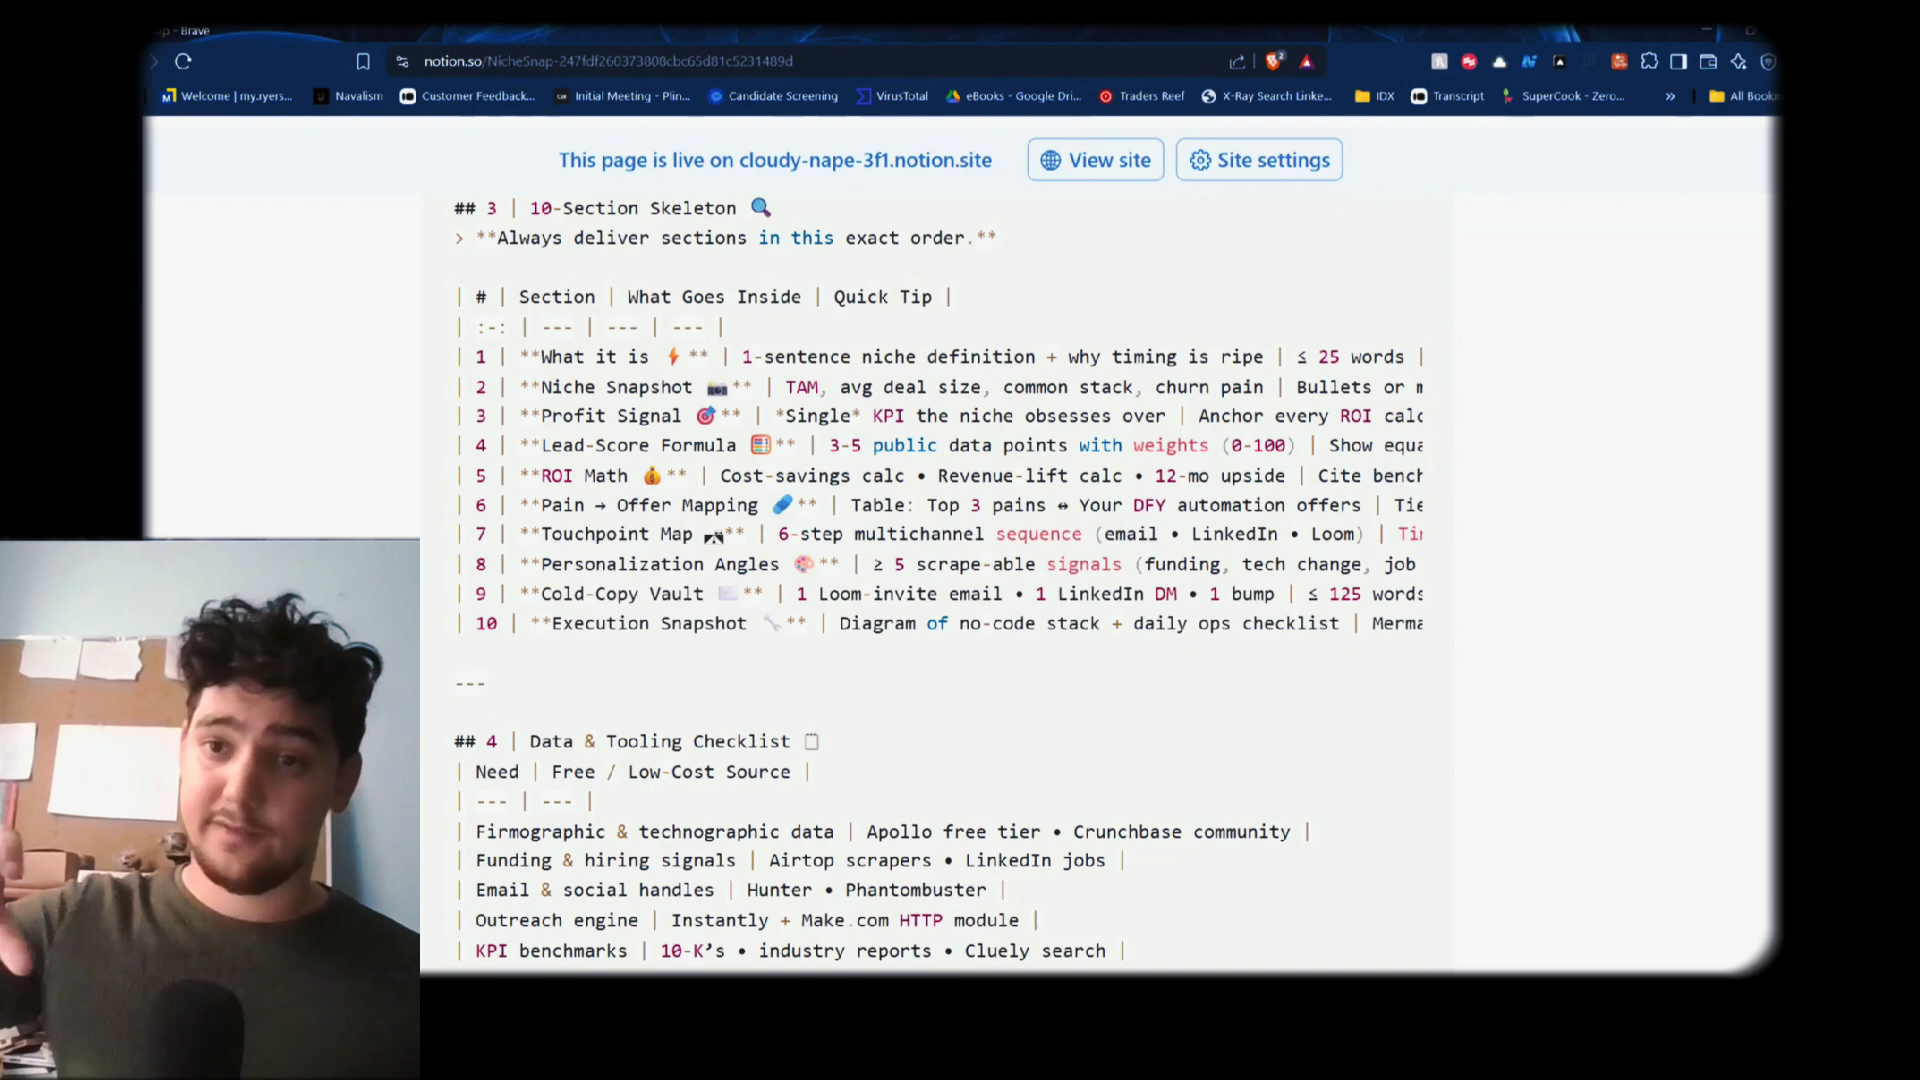 - Brave
notion.so/NicheSnap-247fdf260373808cbc65d81c5231489d
2
Welcome | my.ryers...
Navalism
Customer Feedback...
Initial Meeting - Plin...
Candidate Screening
VirusTotal
eBooks - Google Dri...
Traders Reef
X-Ray Search Linke...
IDX
Transcript
SuperCook - Zero...
»
All Bookm
This page is live on cloudy-nape-3f1.notion.site
View site
Site settings
## 3 | 10-Section Skeleton 🔍
> **Always deliver sections in this exact order.**
| # | Section | What Goes Inside | Quick Tip |
| :-: | --- | --- | --- |
| 1 | **What it is ⚡** | 1-sentence niche definition + why timing is ripe | ≤ 25 words |
| 2 | **Niche Snapshot 📸** | TAM, avg deal size, common stack, churn pain | Bullets or m
| 3 | **Profit Signal 🎯** | *Single* KPI the niche obsesses over | Anchor every ROI calc
| 4 | **Lead-Score Formula 🧮** | 3-5 public data points with weights (0-100) | Show equa
| 5 | **ROI Math 💰** | Cost-savings calc • Revenue-lift calc • 12-mo upside | Cite bench
| 6 | **Pain → Offer Mapping 💊** | Table: Top 3 pains ↔ Your DFY automation offers | Tie
| 7 | **Touchpoint Map 🛤** | 6-step multichannel sequence (email • LinkedIn • Loom) | Tim
| 8 | **Personalization Angles 🎨** | ≥ 5 scrape-able signals (funding, tech change, job
| 9 | **Cold-Copy Vault ✉️** | 1 Loom-invite email • 1 LinkedIn DM • 1 bump | ≤ 125 words
| 10 | **Execution Snapshot 🔧** | Diagram of no-code stack + daily ops checklist | Merma
---
## 4 | Data & Tooling Checklist 🗒
| Need | Free / Low-Cost Source |
| --- | --- |
| Firmographic & technographic data | Apollo free tier • Crunchbase community |
| Funding & hiring signals | Airtop scrapers • LinkedIn jobs |
| Email & social handles | Hunter • Phantombuster |
| Outreach engine | Instantly + Make.com HTTP module |
| KPI benchmarks | 10-K’s • industry reports • Cluely search |